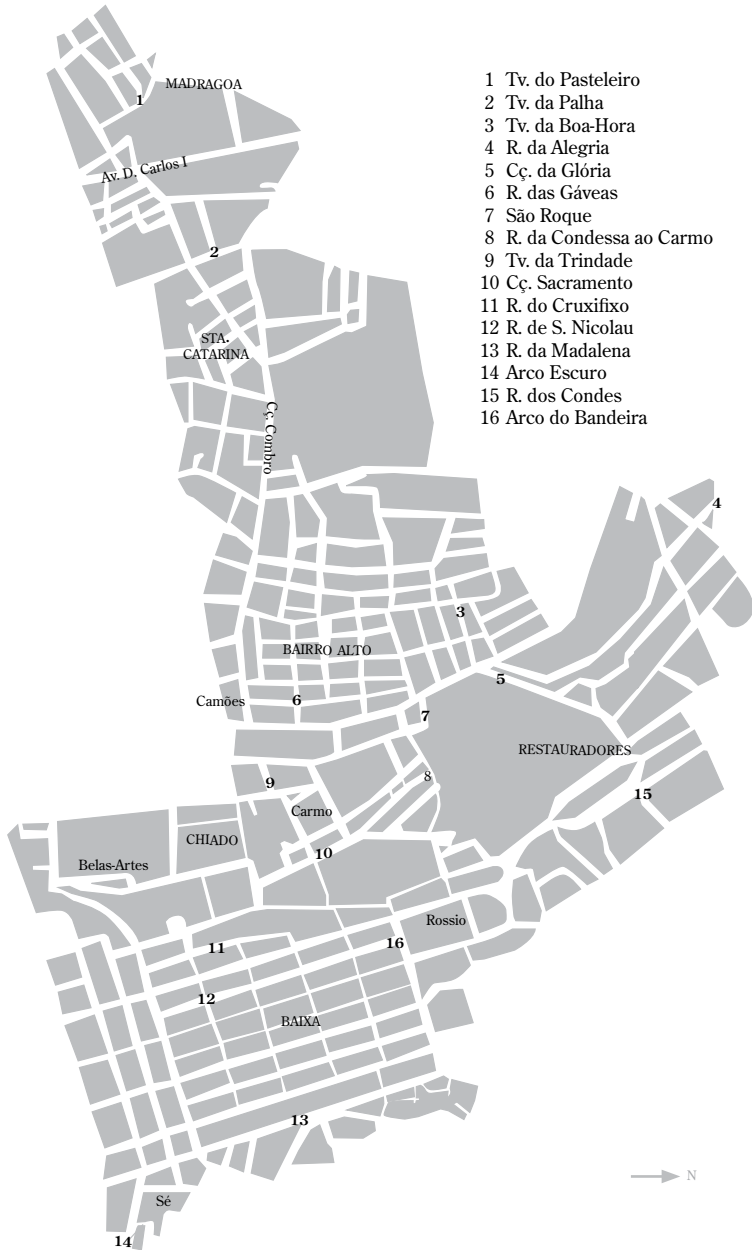 1 Tv. do Pasteleiro
2 Tv. da Palha
3 Tv. da Boa-Hora
4 R. da Alegria
5 Cç. da Glória
6 R. das Gáveas
7 São Roque
8 R. da Condessa ao Carmo
9 Tv. da Trindade
10 Cç. Sacramento
11 R. do Cruxifixo
12 R. de S. Nicolau
13 R. da Madalena
14 Arco Escuro
15 R. dos Condes
16 Arco do Bandeira
MADRAGOA
1
Av. D. Carlos I
2
STA.
CATARINA
Cç. Combro
4
3
BAIRRO ALTO
5
Camões
6
7
RESTAURADORES
8
9
15
Carmo
CHIADO
10
Belas-Artes
Rossio
11
16
12
BAIXA
13
N
Sé
14